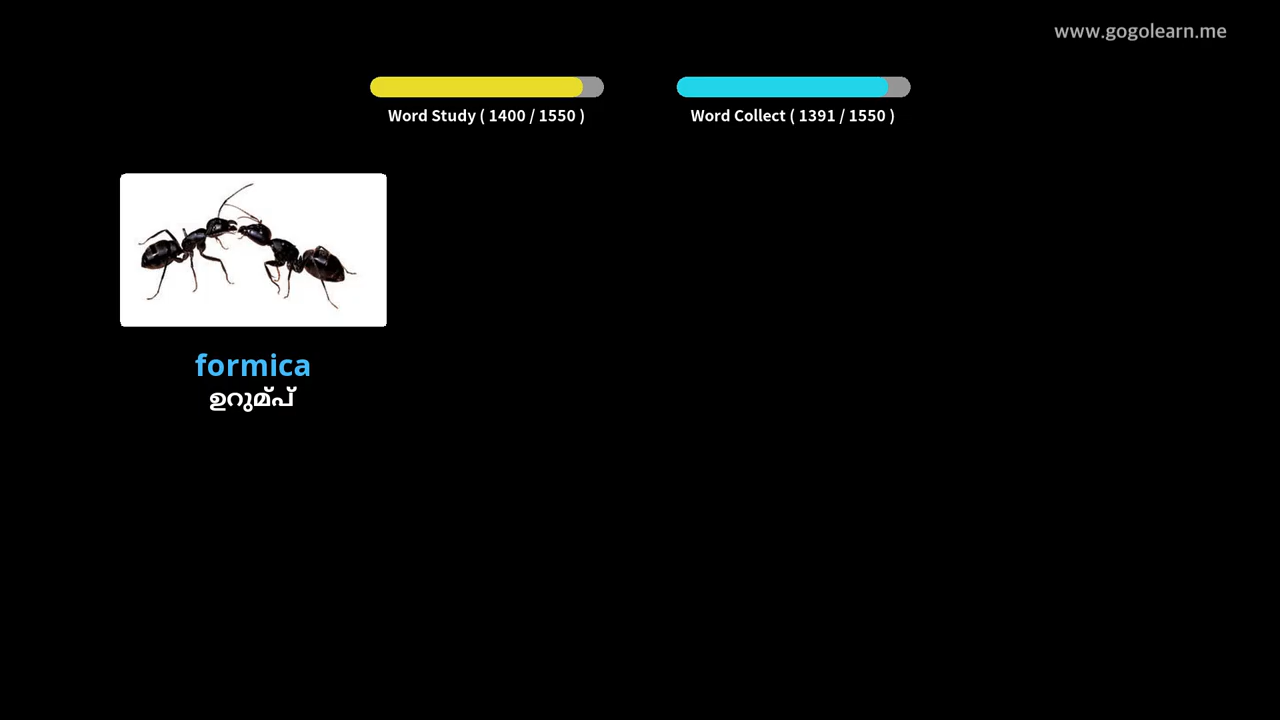 www.gogolearn.me
Word Study ( 1400 / 1550 )
Word Collect ( 1391 / 1550 )
formica
ഉറുമ്പ്